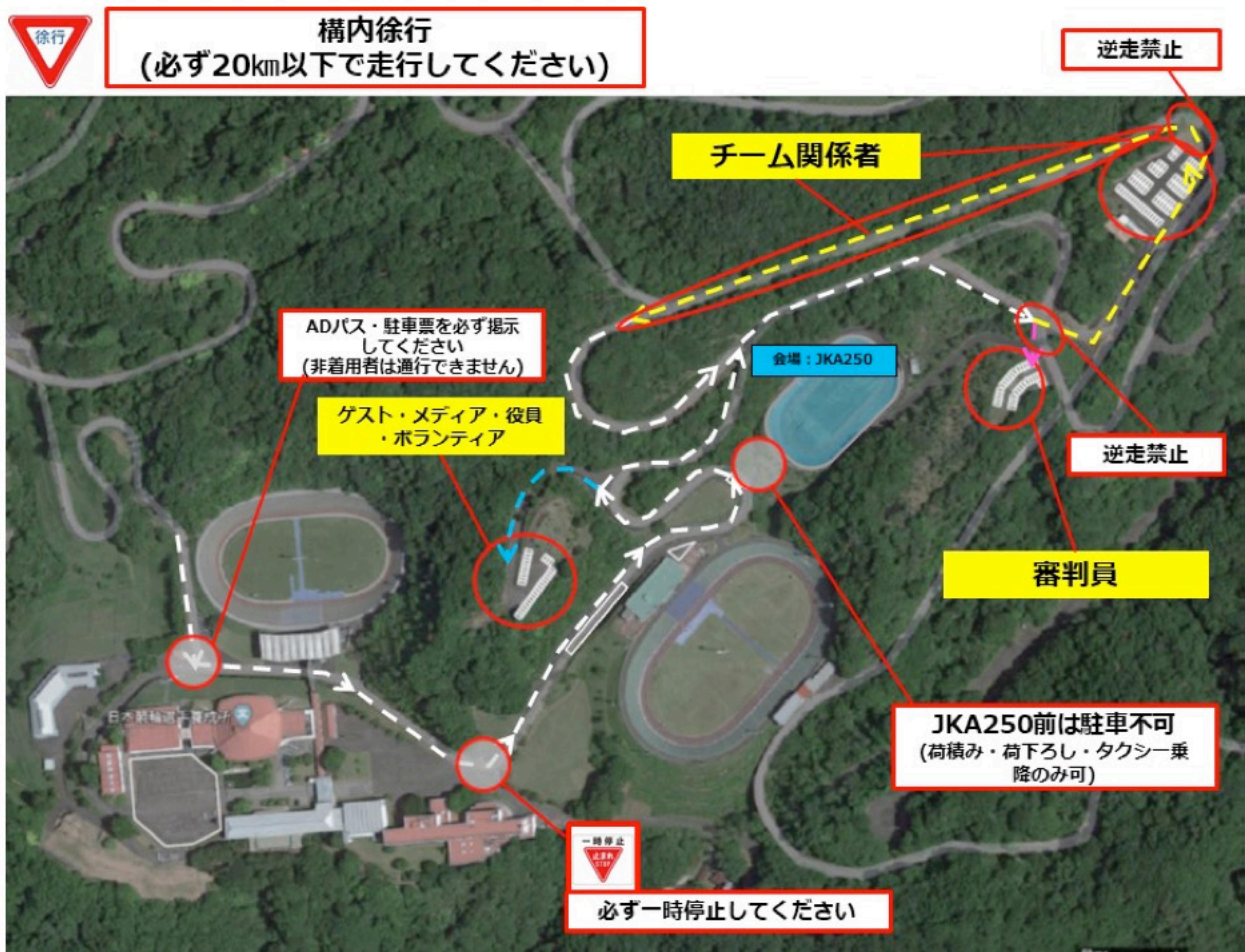 徐行
構内徐行
(必ず20㎞以下で走行してください)
逆走禁止
チーム関係者
ADパス・駐車票を必ず掲示
してください
(非着用者は通行できません)
会場：JKA250
ゲスト・メディア・役員
・ボランティア
逆走禁止
審判員
日本競輪選手養成所
JKA250前は駐車不可
(荷積み・荷下ろし・タクシー乗
降のみ可)
一時停止
止まれ
STOP
必ず一時停止してください